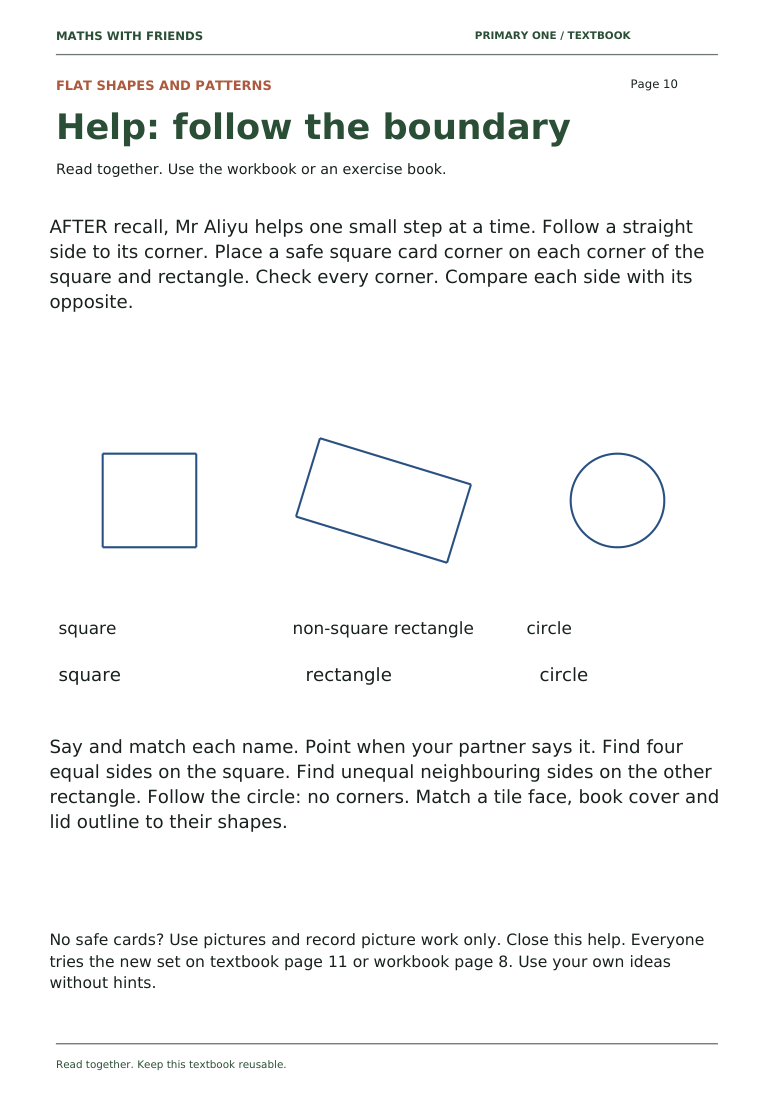 MATHS WITH FRIENDS
PRIMARY ONE / TEXTBOOK
FLAT SHAPES AND PATTERNS
Page 10
Help: follow the boundary
Read together. Use the workbook or an exercise book.
AFTER recall, Mr Aliyu helps one small step at a time. Follow a straight
side to its corner. Place a safe square card corner on each corner of the
square and rectangle. Check every corner. Compare each side with its
opposite.
square non-square rectangle circle
square rectangle circle
Say and match each name. Point when your partner says it. Find four
equal sides on the square. Find unequal neighbouring sides on the other
rectangle. Follow the circle: no corners. Match a tile face, book cover and
lid outline to their shapes.
No safe cards? Use pictures and record picture work only. Close this help. Everyone
tries the new set on textbook page 11 or workbook page 8. Use your own ideas
without hints.
Read together. Keep this textbook reusable.